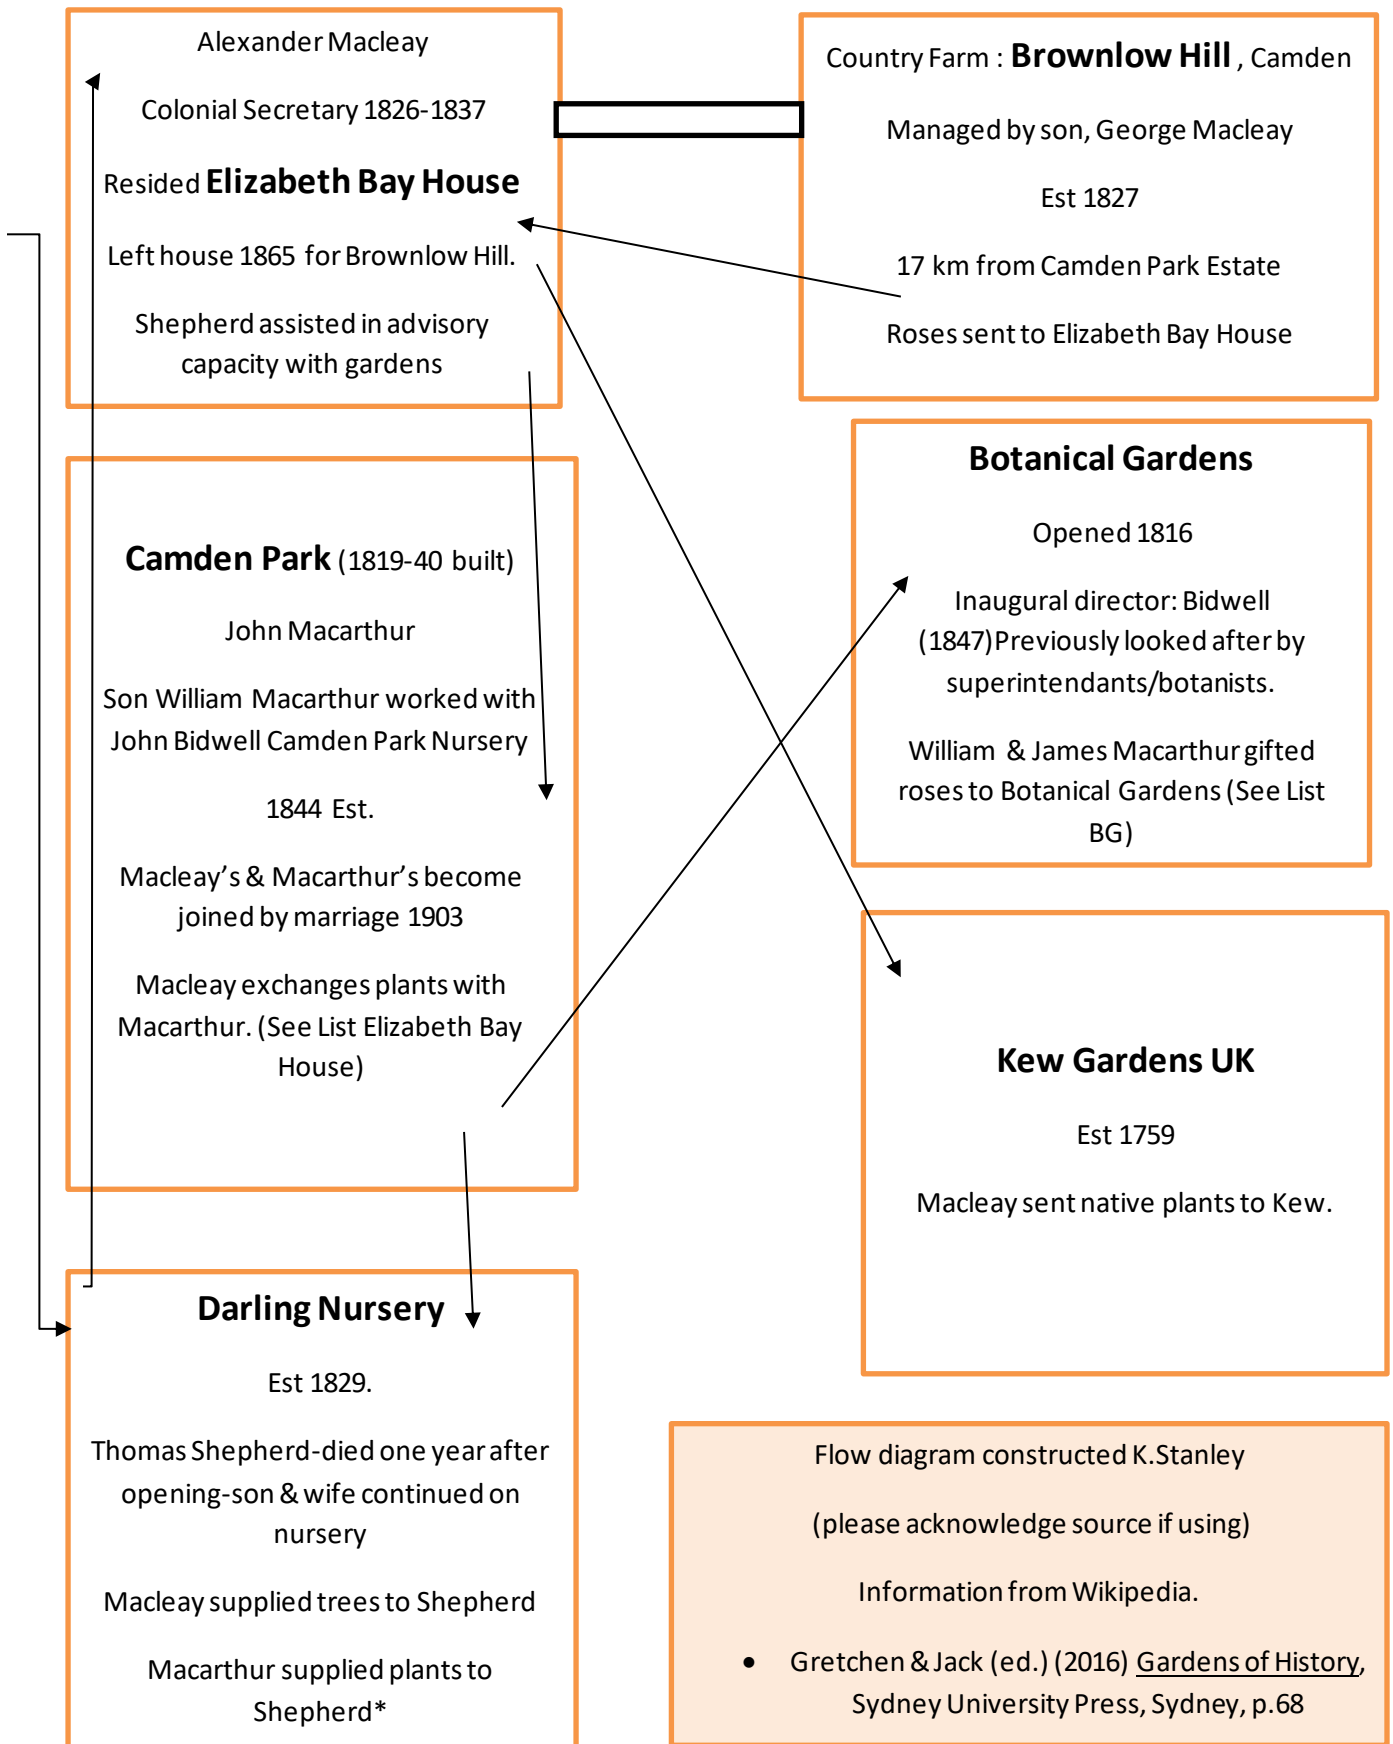 Alexander Macleay
Colonial Secretary 1826-1837
Resided Elizabeth Bay House
Left house 1865 for Brownlow Hill.
Shepherd assisted in advisory
capacity with gardens
Country Farm : Brownlow Hill , Camden
Managed by son, George Macleay
Est 1827
17 km from Camden Park Estate
Roses sent to Elizabeth Bay House
Camden Park (1819-40 built)
John Macarthur
Son William Macarthur worked with
John Bidwell Camden Park Nursery
1844 Est.
Macleay’s & Macarthur’s become
joined by marriage 1903
Macleay exchanges plants with
Macarthur. (See List Elizabeth Bay
House)
Botanical Gardens
Opened 1816
Inaugural director: Bidwell
(1847)Previously looked after by
superintendants/botanists.
William & James Macarthur gifted
roses to Botanical Gardens (See List
BG)
Kew Gardens UK
Est 1759
Macleay sent native plants to Kew.
Darling Nursery
Est 1829.
Thomas Shepherd-died one year after
opening-son & wife continued on
nursery
Macleay supplied trees to Shepherd
Macarthur supplied plants to
Shepherd*
Flow diagram constructed K.Stanley
(please acknowledge source if using)
Information from Wikipedia.
• Gretchen & Jack (ed.) (2016) Gardens of History,
Sydney University Press, Sydney, p.68